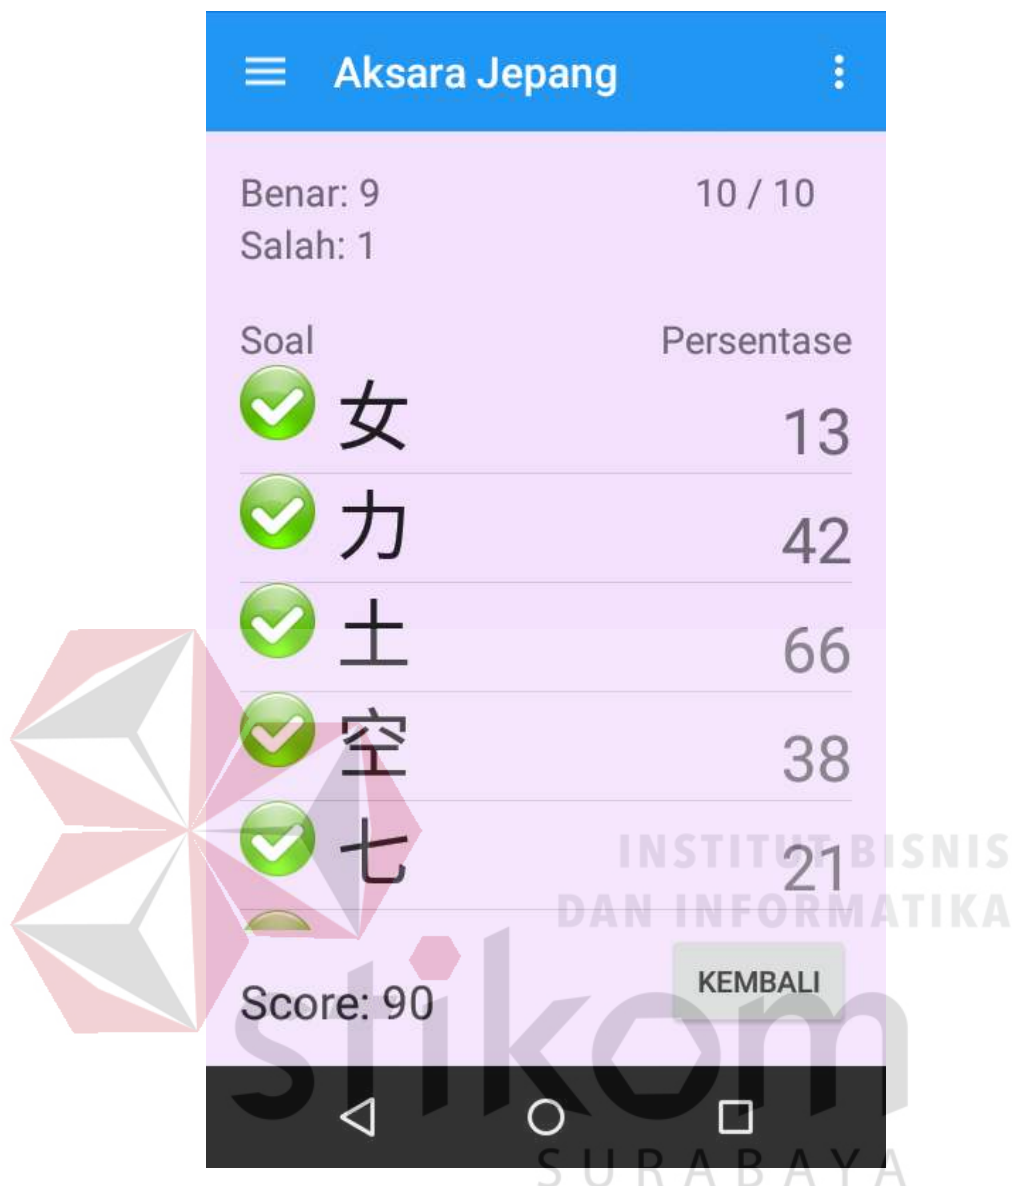 Aksara Jepang
Benar: 9 10 / 10
Salah: 1
Soal Persentase
女 13
力 42
土 66
空 38
七 21
INSTITUT BISNIS
DAN INFORMATIKA
Score: 90 KEMBALI
stikom
SURABAYA